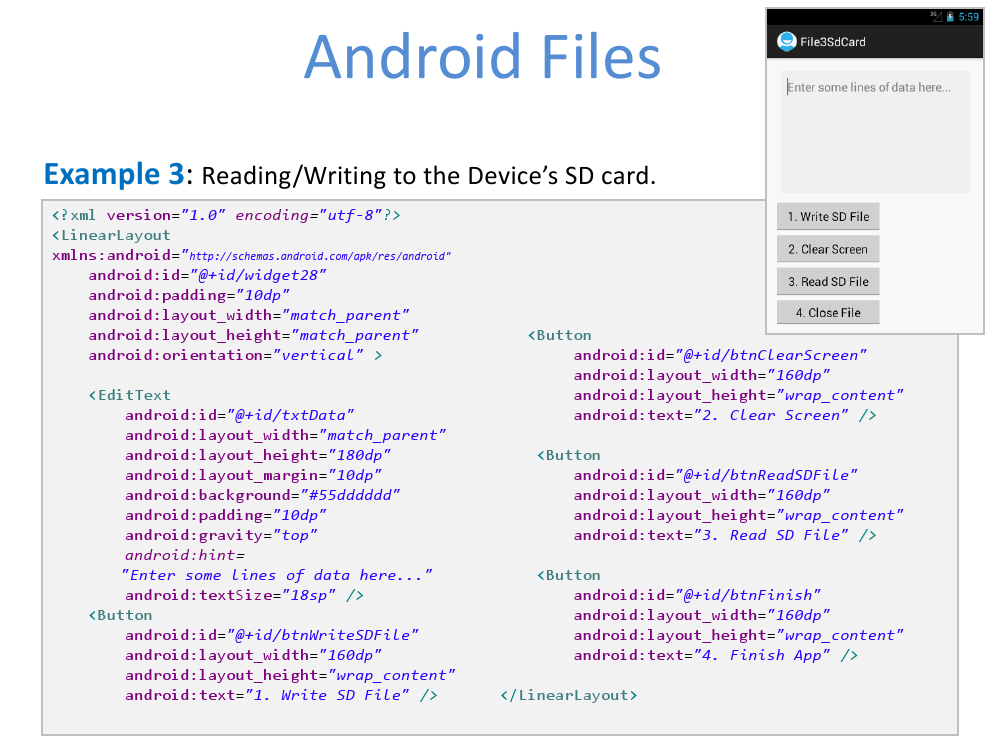 Android Files
3G 5:59
File3SdCard
Enter some lines of data here...
1. Write SD File
2. Clear Screen
3. Read SD File
4. Close File
Example 3: Reading/Writing to the Device’s SD card.
<?xml version="1.0" encoding="utf-8"?>
<LinearLayout
xmlns:android="http://schemas.android.com/apk/res/android"
android:id="@+id/widget28"
android:padding="10dp"
android:layout_width="match_parent"
android:layout_height="match_parent"
android:orientation="vertical" >
<EditText
android:id="@+id/txtData"
android:layout_width="match_parent"
android:layout_height="180dp"
android:layout_margin="10dp"
android:background="#55dddddd"
android:padding="10dp"
android:gravity="top"
android:hint=
"Enter some lines of data here..."
android:textSize="18sp" />
<Button
android:id="@+id/btnWriteSDFile"
android:layout_width="160dp"
android:layout_height="wrap_content"
android:text="1. Write SD File" />
<Button
android:id="@+id/btnClearScreen"
android:layout_width="160dp"
android:layout_height="wrap_content"
android:text="2. Clear Screen" />
<Button
android:id="@+id/btnReadSDFile"
android:layout_width="160dp"
android:layout_height="wrap_content"
android:text="3. Read SD File" />
<Button
android:id="@+id/btnFinish"
android:layout_width="160dp"
android:layout_height="wrap_content"
android:text="4. Finish App" />
</LinearLayout>